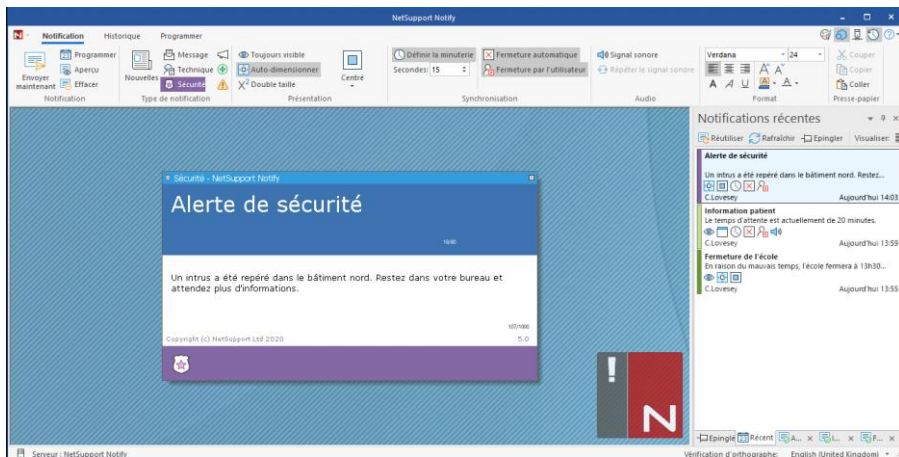 NetSupport Notify
N
Notification Historique Programmer
Envoyer maintenant
Programmer
Aperçu
Effacer
Notification
Nouvelles
Message
Technique
Sécurité
Type de notification
Toujours visible
Auto-dimensionner
Double taille
Centré
Présentation
Définir la minuterie
Secondes: 15
Fermeture automatique
Fermeture par l'utilisateur
Synchronisation
Signal sonore
Répéter le signal sonore
Audio
Verdana 24
A A
A A U A
Format
Couper
Copier
Coller
Presse-papier
Notifications récentes
Réutiliser Rafraîchir Epingler Visualiser:
Alerte de sécurité
Un intrus a été repéré dans le bâtiment nord. Restez...
C.Lovesey Aujourd'hui 14:03
Information patient
Le temps d'attente est actuellement de 20 minutes.
C.Lovesey Aujourd'hui 13:59
Fermeture de l'école
En raison du mauvais temps, l'école fermera à 13h30...
C.Lovesey Aujourd'hui 13:55
Sécurité - NetSupport Notify
Alerte de sécurité
18/80
Un intrus a été repéré dans le bâtiment nord. Restez dans votre bureau et
attendez plus d'informations.
107/1000
Copyright (c) NetSupport Ltd 2020 5.0
! N
Epinglé Récent A... L... F...
Serveur : NetSupport Notify
Vérification d'orthographe: English (United Kingdom)